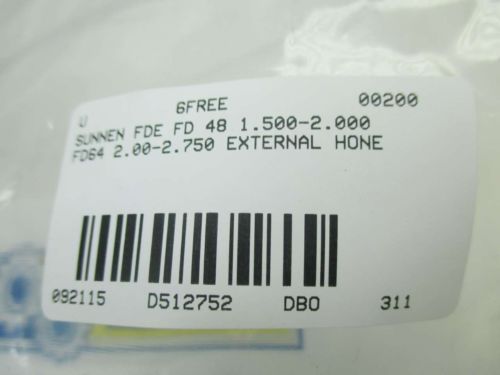 U 6FREE 00200
SUNNEN FDE FD 48 1.500-2.000
FD64 2.00-2.750 EXTERNAL HONE
092115 D512752 DBO 311